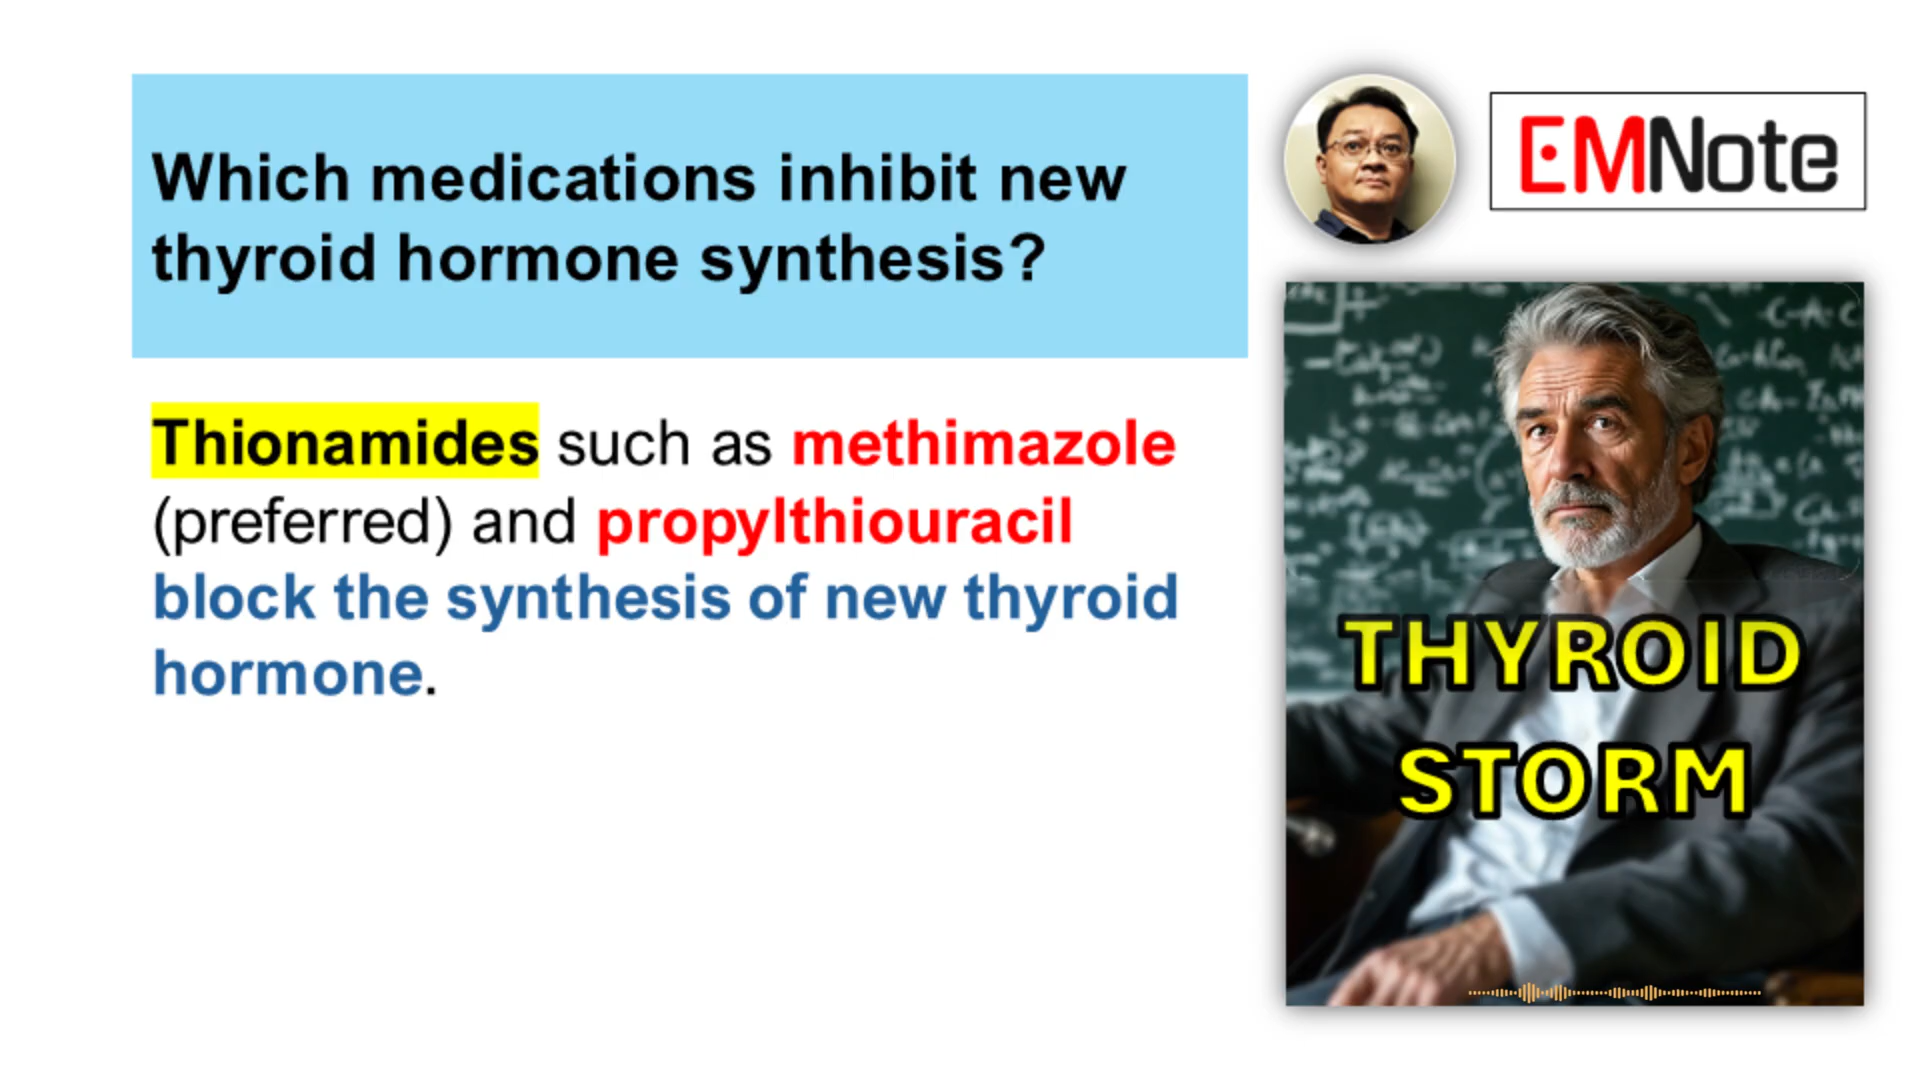 Which medications inhibit new
thyroid hormone synthesis?
Thionamides such as methimazole
(preferred) and propylthiouracil
block the synthesis of new thyroid
hormone.
EMNote
THYROID
STORM